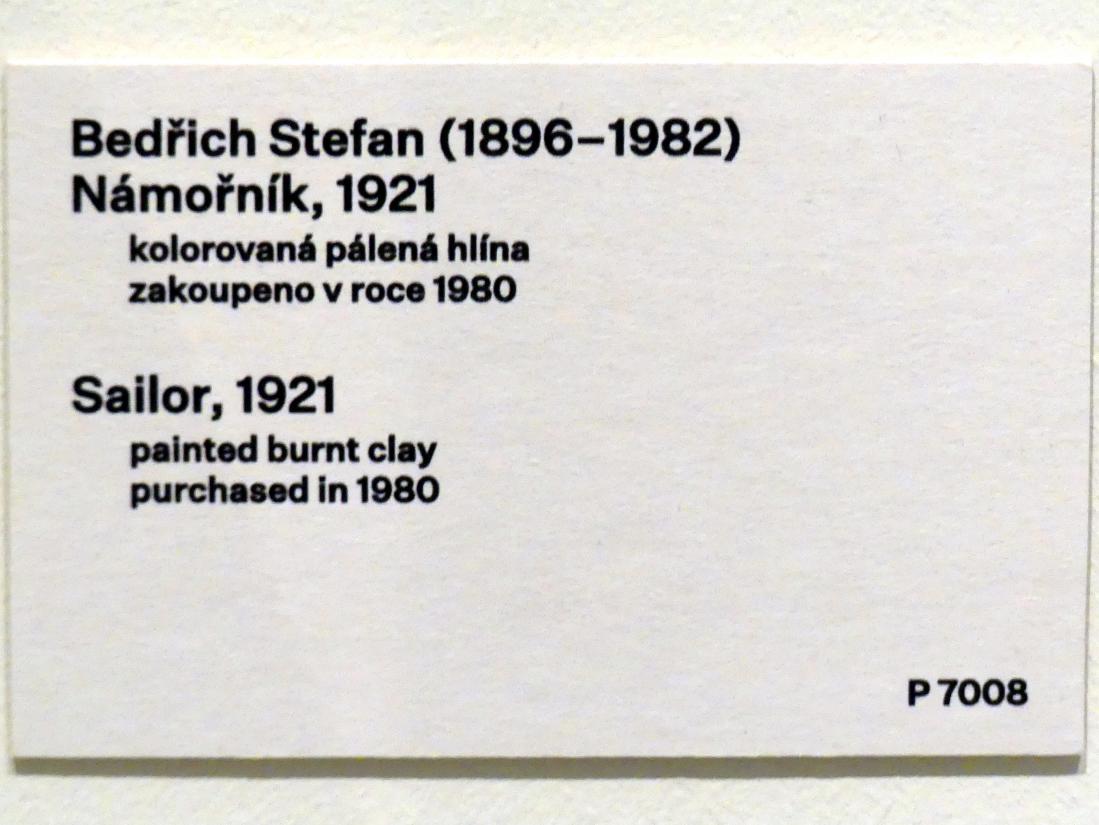 Bedřich Stefan (1896–1982)
Námořník, 1921
kolorovaná pálená hlína
zakoupeno v roce 1980
Sailor, 1921
painted burnt clay
purchased in 1980
P 7008